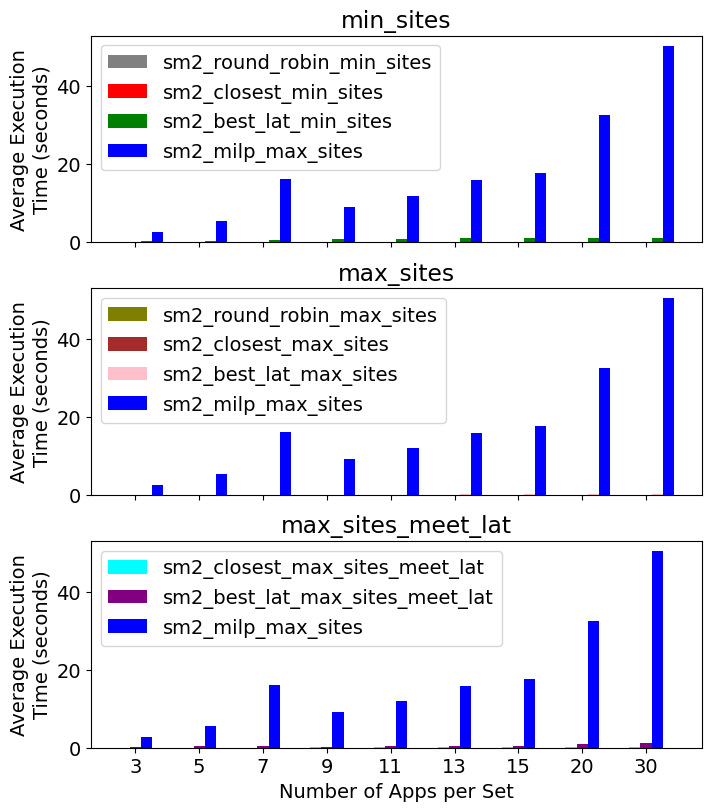 min_sites
Average Execution
Time (seconds)
40
20
0
sm2_round_robin_min_sites
sm2_closest_min_sites
sm2_best_lat_min_sites
sm2_milp_max_sites
max_sites
Average Execution
Time (seconds)
40
20
0
sm2_round_robin_max_sites
sm2_closest_max_sites
sm2_best_lat_max_sites
sm2_milp_max_sites
max_sites_meet_lat
Average Execution
Time (seconds)
40
20
0
sm2_closest_max_sites_meet_lat
sm2_best_lat_max_sites_meet_lat
sm2_milp_max_sites
3 5 7 9 11 13 15 20 30
Number of Apps per Set